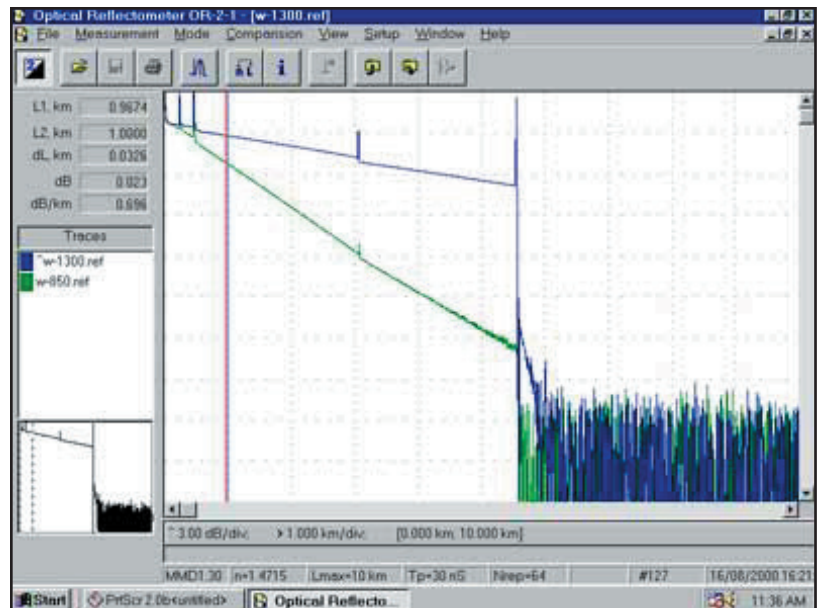 Optical Reflectometer OR-2-1 - [w-1300.ref]
File Measurement Mode Comparision View Setup Window Help
L1, km 0.9674
L2, km 1.0000
dL, km 0.0326
dB 0.023
dB/km 0.696
Traces
^w-1300.ref
w-850.ref
^ 3.00 dB/div; > 1.000 km/div; [0.000 km; 10.000 km]
MMD1.30 n=1.4715 Lmax=10 km Tp=30 nS Nrep=64 #127 16/08/2000 16:21
Start PrtScr 2.0b<untitled> Optical Reflecto... 11:36 AM